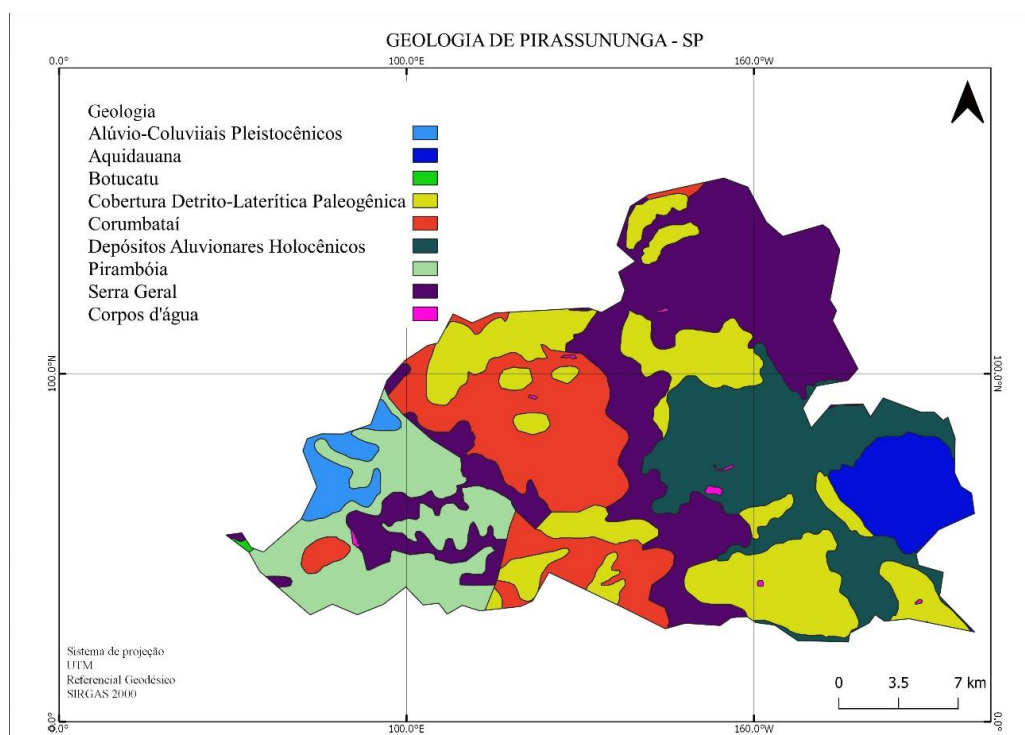 GEOLOGIA DE PIRASSUNUNGA - SP
0.0°
100.0°E
160.0°W
Geologia
Alúvio-Coluviiais Pleistocênicos
Aquidauana
Botucatu
Cobertura Detrito-Laterítica Paleogênica
Corumbataí
Depósitos Aluvionares Holocênicos
Pirambóia
Serra Geral
Corpos d'água
100.0°N
100.0°N
Sistema de projeção
UTM
Referencial Geodésico
SIRGAS 2000
0 3.5 7 km
0.0°
0.0°
0.0°
100.0°E
160.0°W